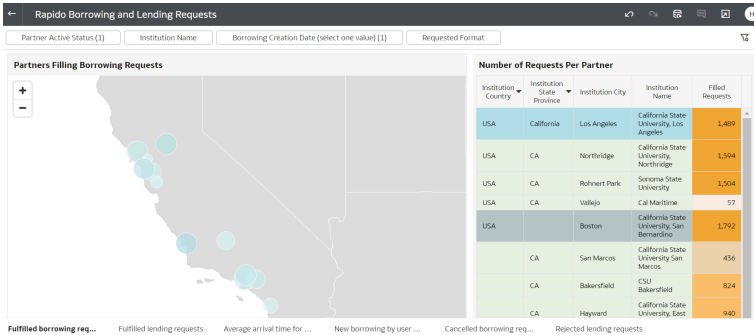 Rapido Borrowing and Lending Requests
H
Partner Active Status (1)
Institution Name
Borrowing Creation Date (select one value) (1)
Requested Format
Partners Filling Borrowing Requests
+
−
Number of Requests Per Partner
Institution Country
Institution State Province
Institution City
Institution Name
Filled Requests
USA California Los Angeles California State University, Los Angeles 1,489
USA CA Northridge California State University, Northridge 1,594
USA CA Rohnert Park Sonoma State University 1,504
USA CA Vallejo Cal Maritime 57
USA Boston California State University, San Bernardino 1,792
CA San Marcos California State University San Marcos 436
CA Bakersfield CSU Bakersfield 824
CA Hayward California State University, East 940
Fulfilled borrowing req...
Fulfilled lending requests
Average arrival time for ...
New borrowing by user ...
Cancelled borrowing req...
Rejected lending requests